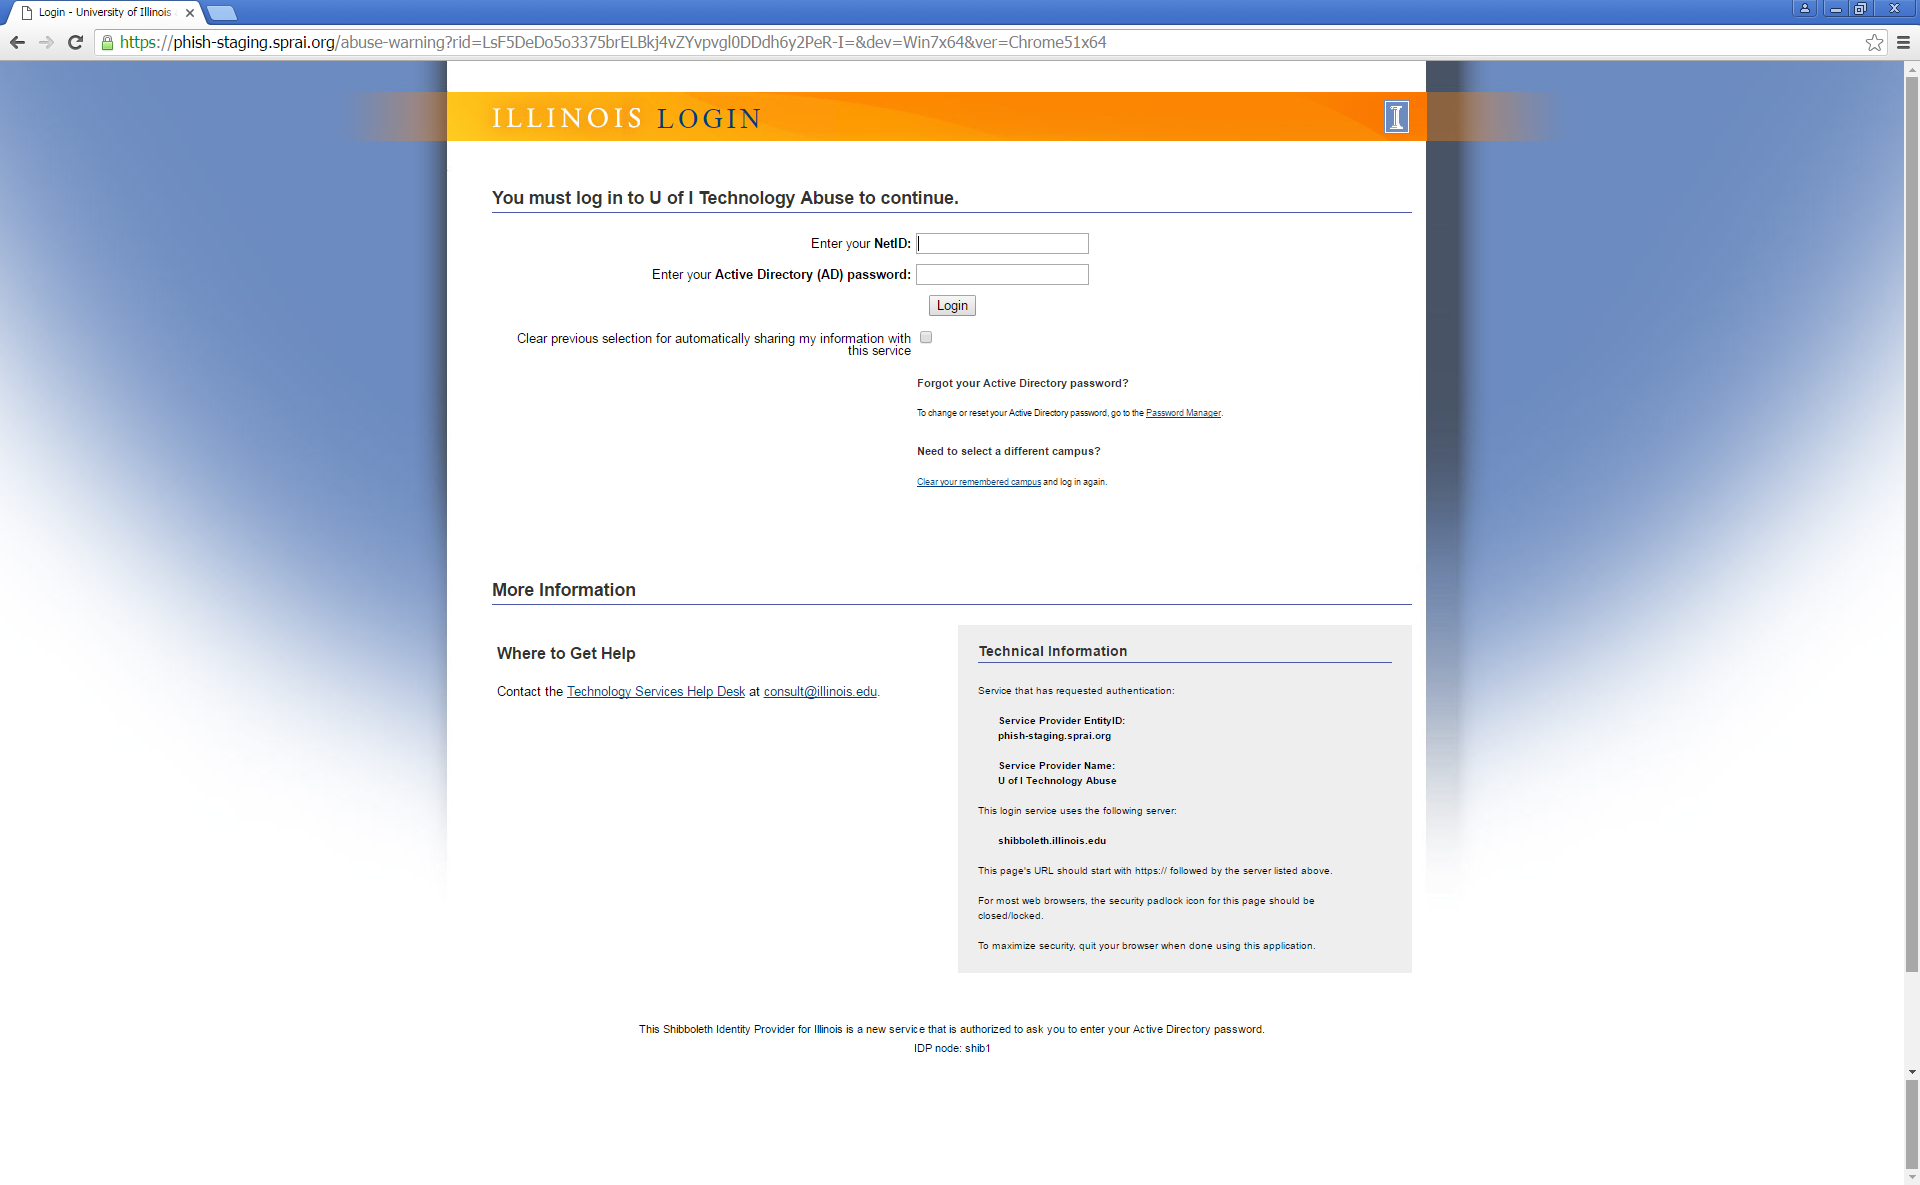 Login - University of Illinois
https://phish-staging.sprai.org/abuse-warning?rid=LsF5DeDo5o3375brELBkj4vZYvpvgl0DDdh6y2PeR-I=&dev=Win7x64&ver=Chrome51x64
ILLINOIS LOGIN
I
You must log in to U of I Technology Abuse to continue.
Enter your NetID:
Enter your Active Directory (AD) password:
Login
Clear previous selection for automatically sharing my information with
this service
Forgot your Active Directory password?
To change or reset your Active Directory password, go to the Password Manager.
Need to select a different campus?
Clear your remembered campus and log in again.
More Information
Where to Get Help
Contact the Technology Services Help Desk at consult@illinois.edu.
Technical Information
Service that has requested authentication:
Service Provider EntityID:
phish-staging.sprai.org
Service Provider Name:
U of I Technology Abuse
This login service uses the following server:
shibboleth.illinois.edu
This page's URL should start with https:// followed by the server listed above.
For most web browsers, the security padlock icon for this page should be
closed/locked.
To maximize security, quit your browser when done using this application.
This Shibboleth Identity Provider for Illinois is a new service that is authorized to ask you to enter your Active Directory password.
IDP node: shib1